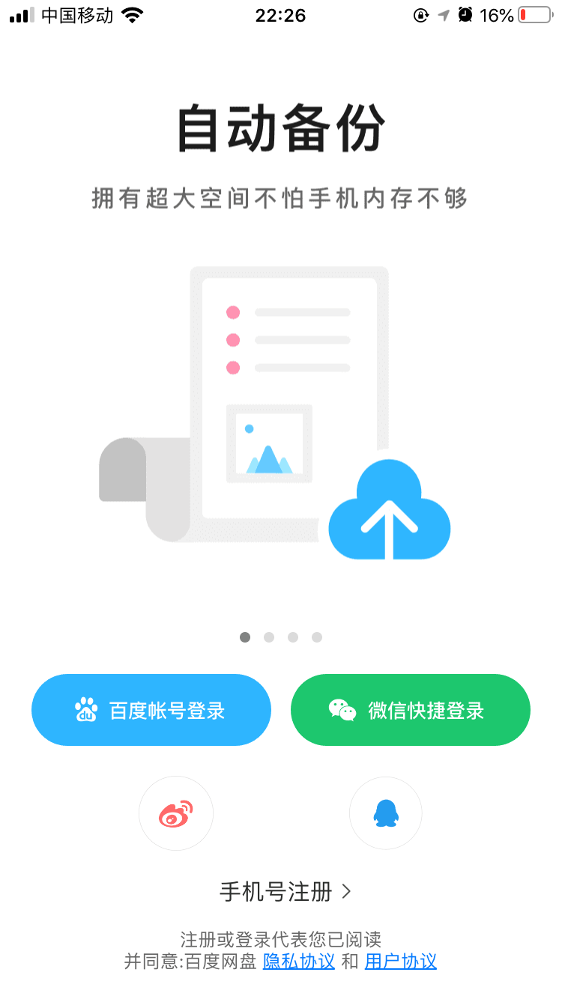 中国移动 22:26 16%
自动备份
拥有超大空间不怕手机内存不够
du 百度帐号登录 微信快捷登录
手机号注册 >
注册或登录代表您已阅读
并同意:百度网盘 隐私协议 和 用户协议